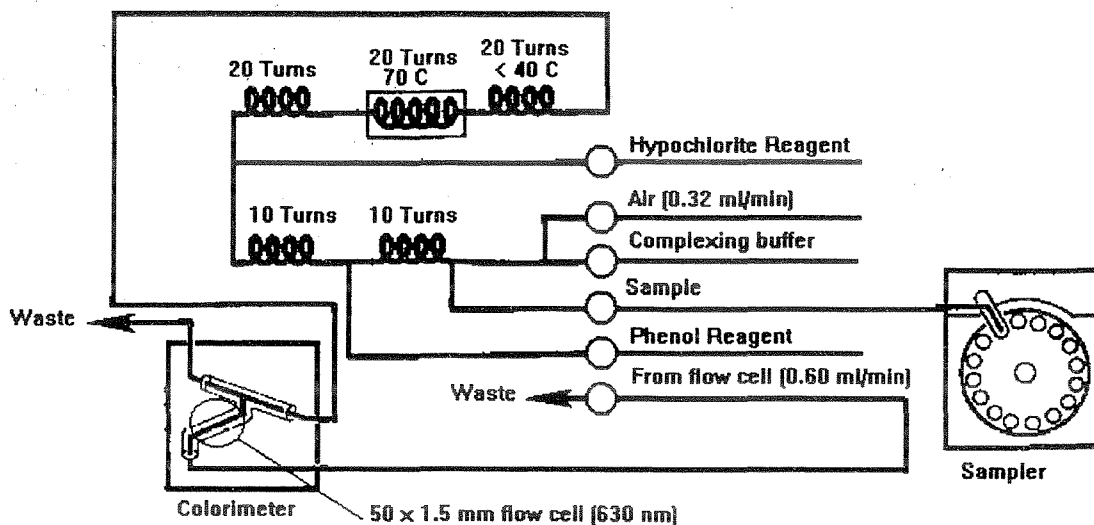 20 Turns
20 Turns
70 C
20 Turns
< 40 C
Hypochlorite Reagent
Air (0.32 ml/min)
10 Turns
10 Turns
Complexing buffer
Sample
Waste
Phenol Reagent
From flow cell (0.60 ml/min)
Waste
Sampler
Colorimeter
50 x 1.5 mm flow cell (630 nm)